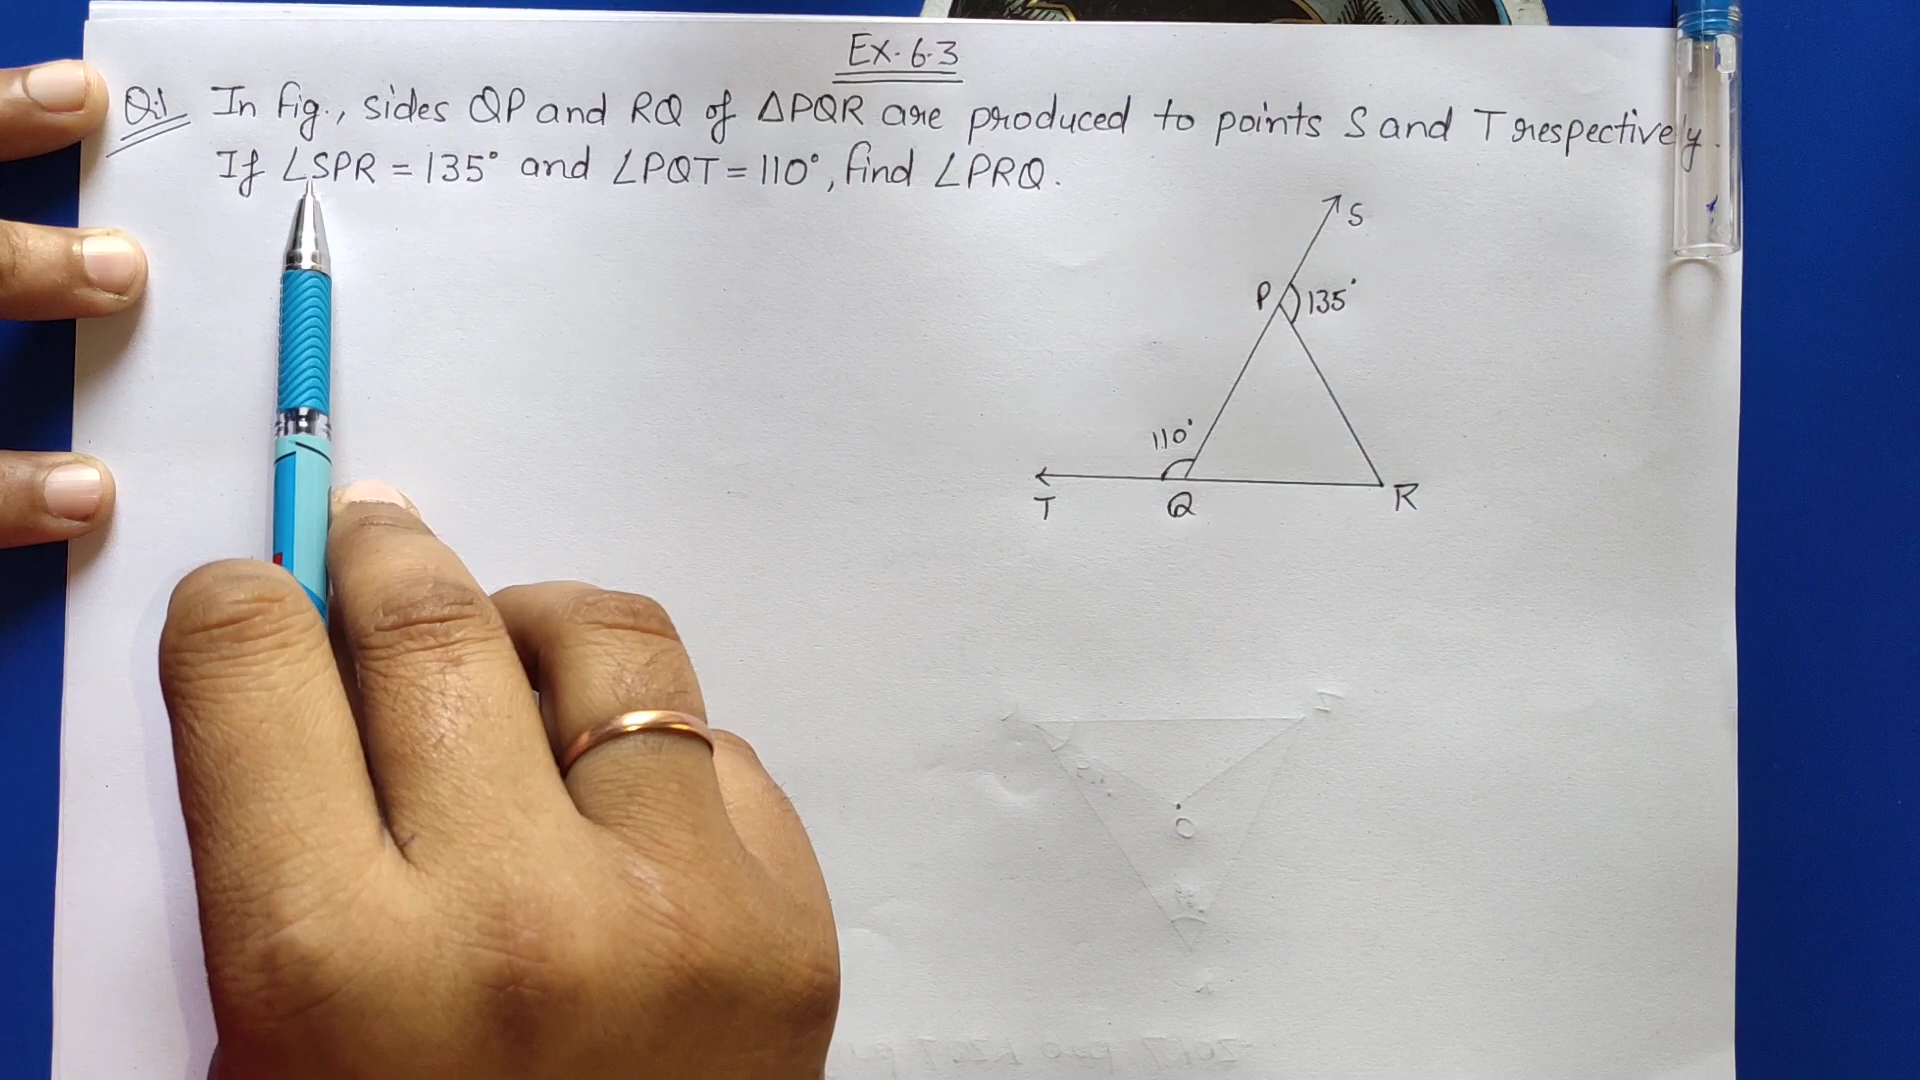 Ex. 6.3
Q.1 In fig., sides QP and RQ of ΔPQR are produced to points S and T respectively.
If ∠SPR = 135° and ∠PQT = 110°, find ∠PRQ.
S
P 135°
110°
T Q R
O